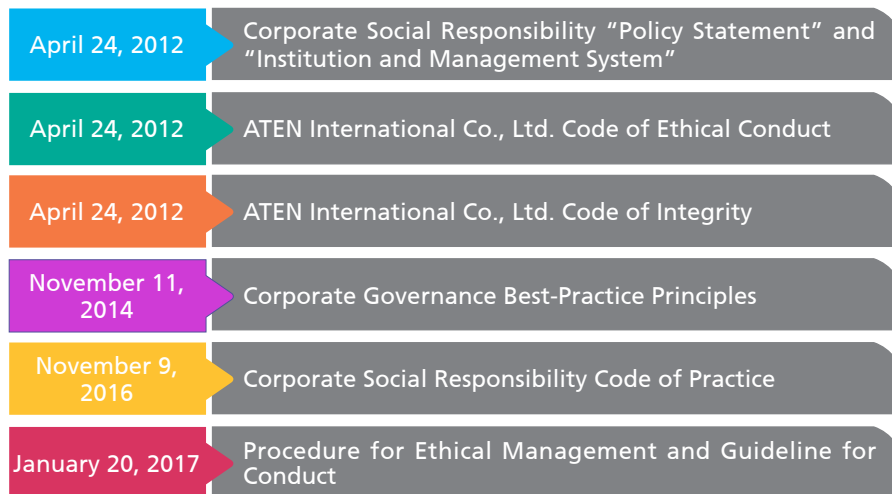 April 24, 2012
Corporate Social Responsibility “Policy Statement” and
“Institution and Management System”
April 24, 2012
ATEN International Co., Ltd. Code of Ethical Conduct
April 24, 2012
ATEN International Co., Ltd. Code of Integrity
November 11,
2014
Corporate Governance Best-Practice Principles
November 9,
2016
Corporate Social Responsibility Code of Practice
January 20, 2017
Procedure for Ethical Management and Guideline for
Conduct